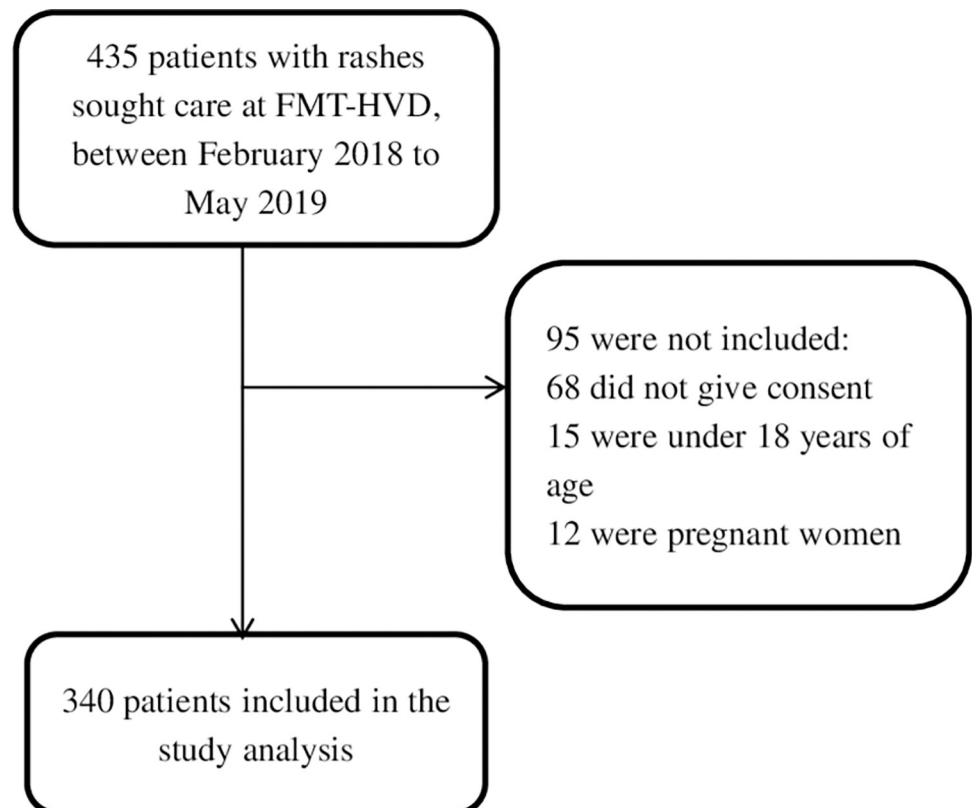 435 patients with rashes
sought care at FMT-HVD,
between February 2018 to
May 2019
95 were not included:
68 did not give consent
15 were under 18 years of
age
12 were pregnant women
340 patients included in the
study analysis